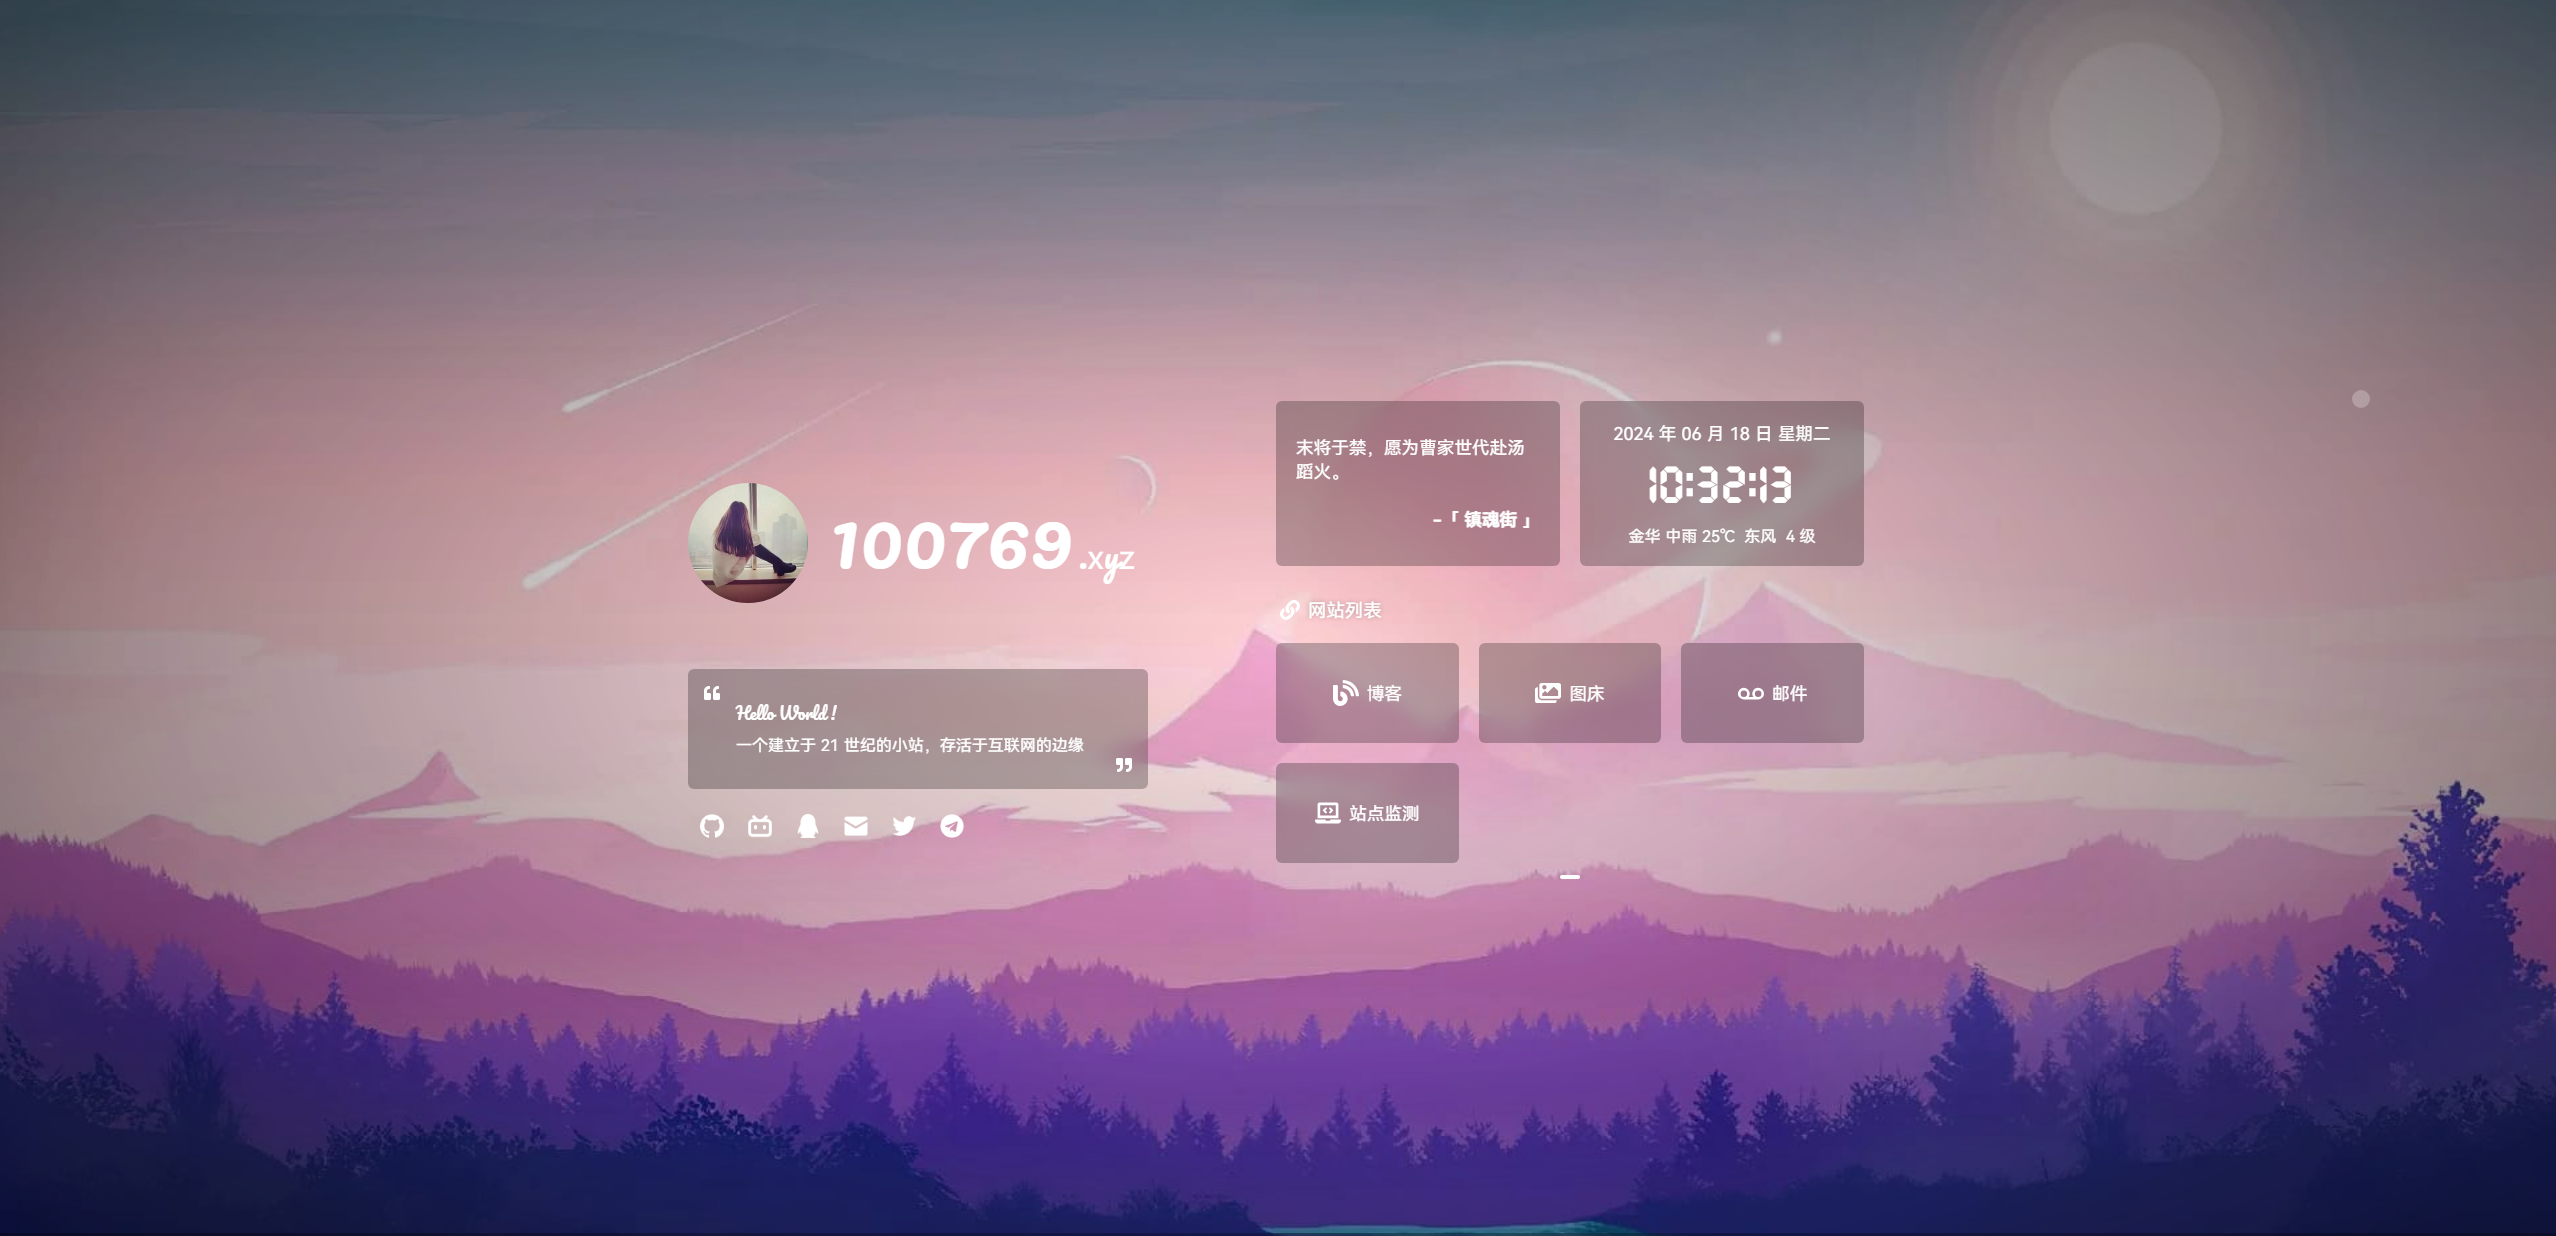 100769.xyz
Hello World !
一个建立于 21 世纪的小站，存活于互联网的边缘
末将于禁，愿为曹家世代赴汤
蹈火。
-「 镇魂街 」
2024 年 06 月 18 日 星期二
10:32:13
金华 中雨 25℃ 东风 4 级
网站列表
博客
图床
邮件
站点监测